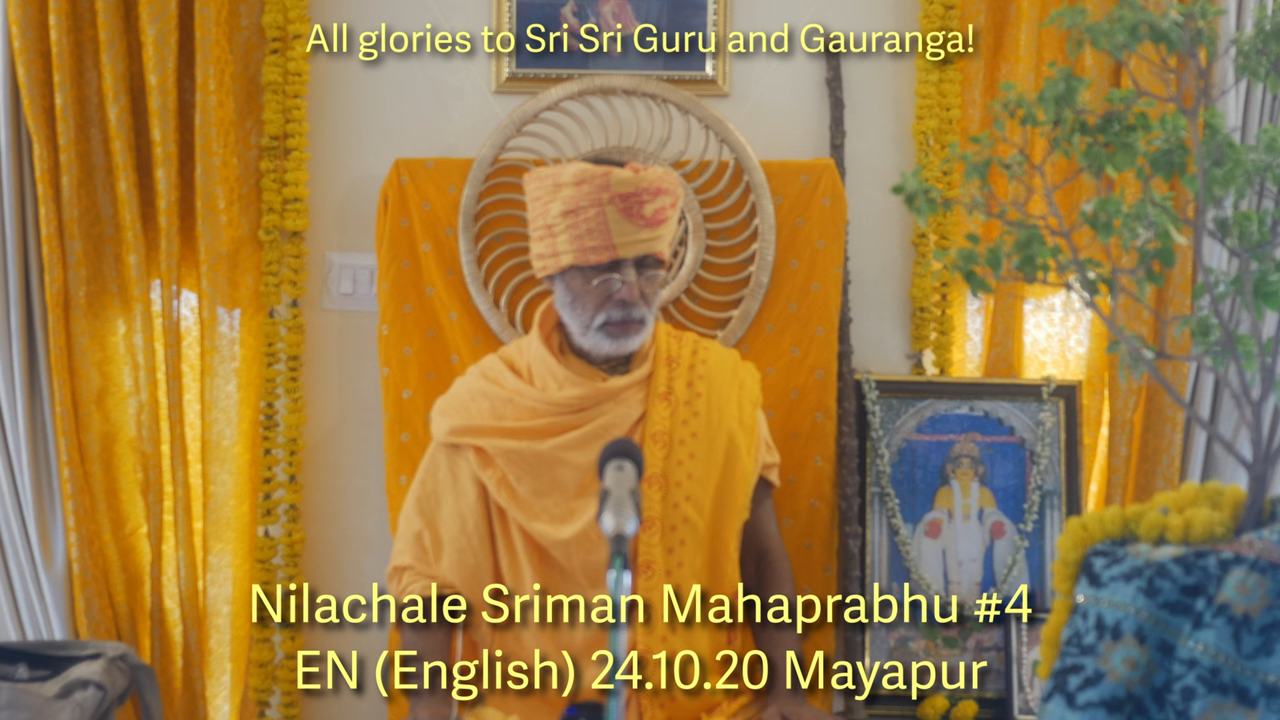 All glories to Sri Sri Guru and Gauranga!
Nilachale Sriman Mahaprabhu #4
EN (English) 24.10.20 Mayapur